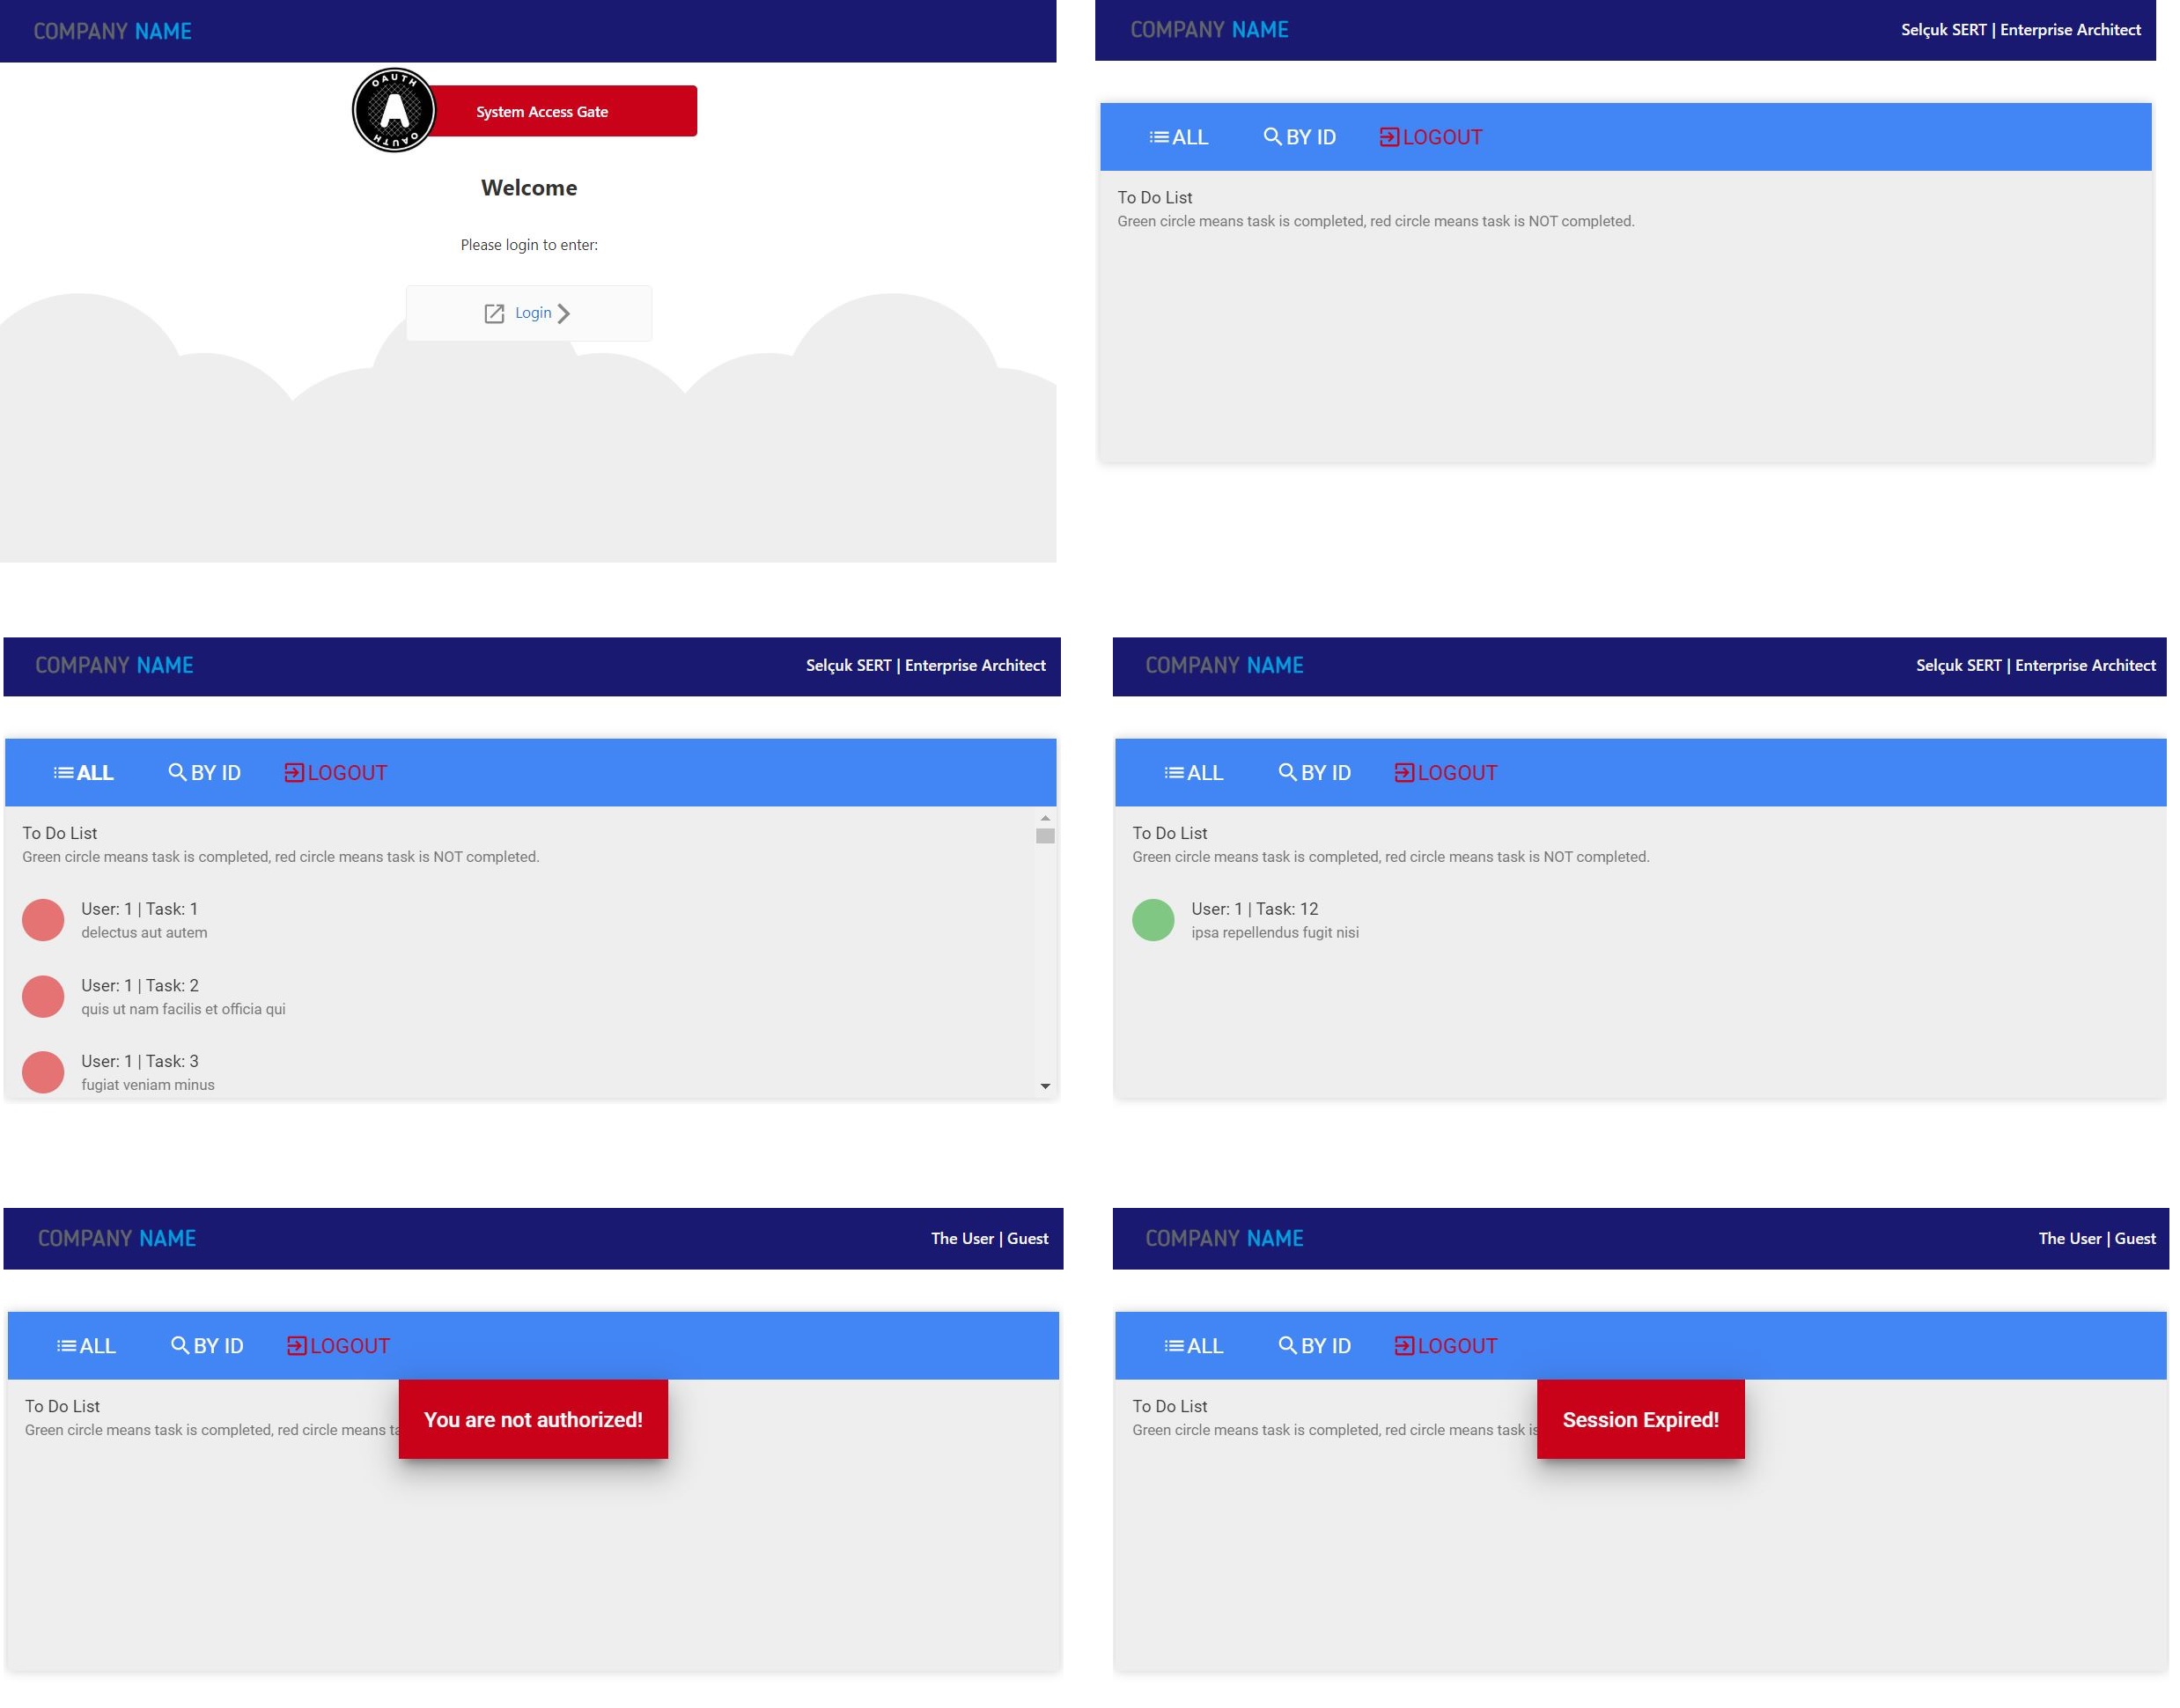 COMPANY NAME
OAUTH
A
OAUTH
System Access Gate
Welcome
Please login to enter:
Login
COMPANY NAME
Selçuk SERT | Enterprise Architect
ALL BY ID LOGOUT
To Do List
Green circle means task is completed, red circle means task is NOT completed.
COMPANY NAME
Selçuk SERT | Enterprise Architect
ALL BY ID LOGOUT
To Do List
Green circle means task is completed, red circle means task is NOT completed.
User: 1 | Task: 1
delectus aut autem
User: 1 | Task: 2
quis ut nam facilis et officia qui
User: 1 | Task: 3
fugiat veniam minus
COMPANY NAME
Selçuk SERT | Enterprise Architect
ALL BY ID LOGOUT
To Do List
Green circle means task is completed, red circle means task is NOT completed.
User: 1 | Task: 12
ipsa repellendus fugit nisi
COMPANY NAME
The User | Guest
ALL BY ID LOGOUT
To Do List
Green circle means task is completed, red circle means ta
You are not authorized!
COMPANY NAME
The User | Guest
ALL BY ID LOGOUT
To Do List
Green circle means task is completed, red circle means task is
Session Expired!